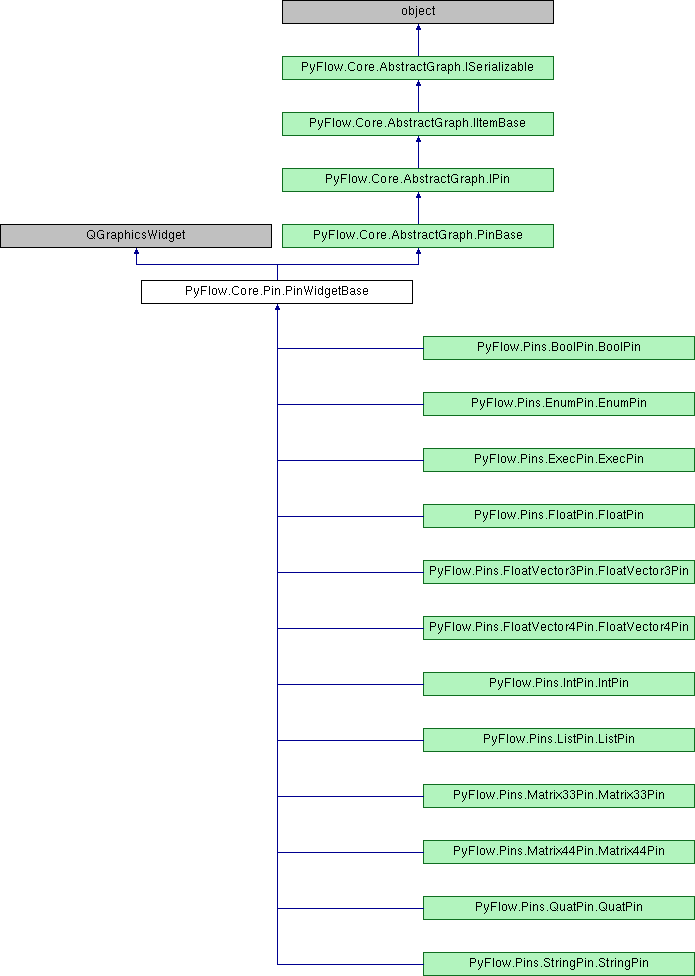 object
PyFlow.Core.AbstractGraph.ISerializable
PyFlow.Core.AbstractGraph.IItemBase
PyFlow.Core.AbstractGraph.IPin
QGraphicsWidget
PyFlow.Core.AbstractGraph.PinBase
PyFlow.Core.Pin.PinWidgetBase
PyFlow.Pins.BoolPin.BoolPin
PyFlow.Pins.EnumPin.EnumPin
PyFlow.Pins.ExecPin.ExecPin
PyFlow.Pins.FloatPin.FloatPin
PyFlow.Pins.FloatVector3Pin.FloatVector3Pin
PyFlow.Pins.FloatVector4Pin.FloatVector4Pin
PyFlow.Pins.IntPin.IntPin
PyFlow.Pins.ListPin.ListPin
PyFlow.Pins.Matrix33Pin.Matrix33Pin
PyFlow.Pins.Matrix44Pin.Matrix44Pin
PyFlow.Pins.QuatPin.QuatPin
PyFlow.Pins.StringPin.StringPin